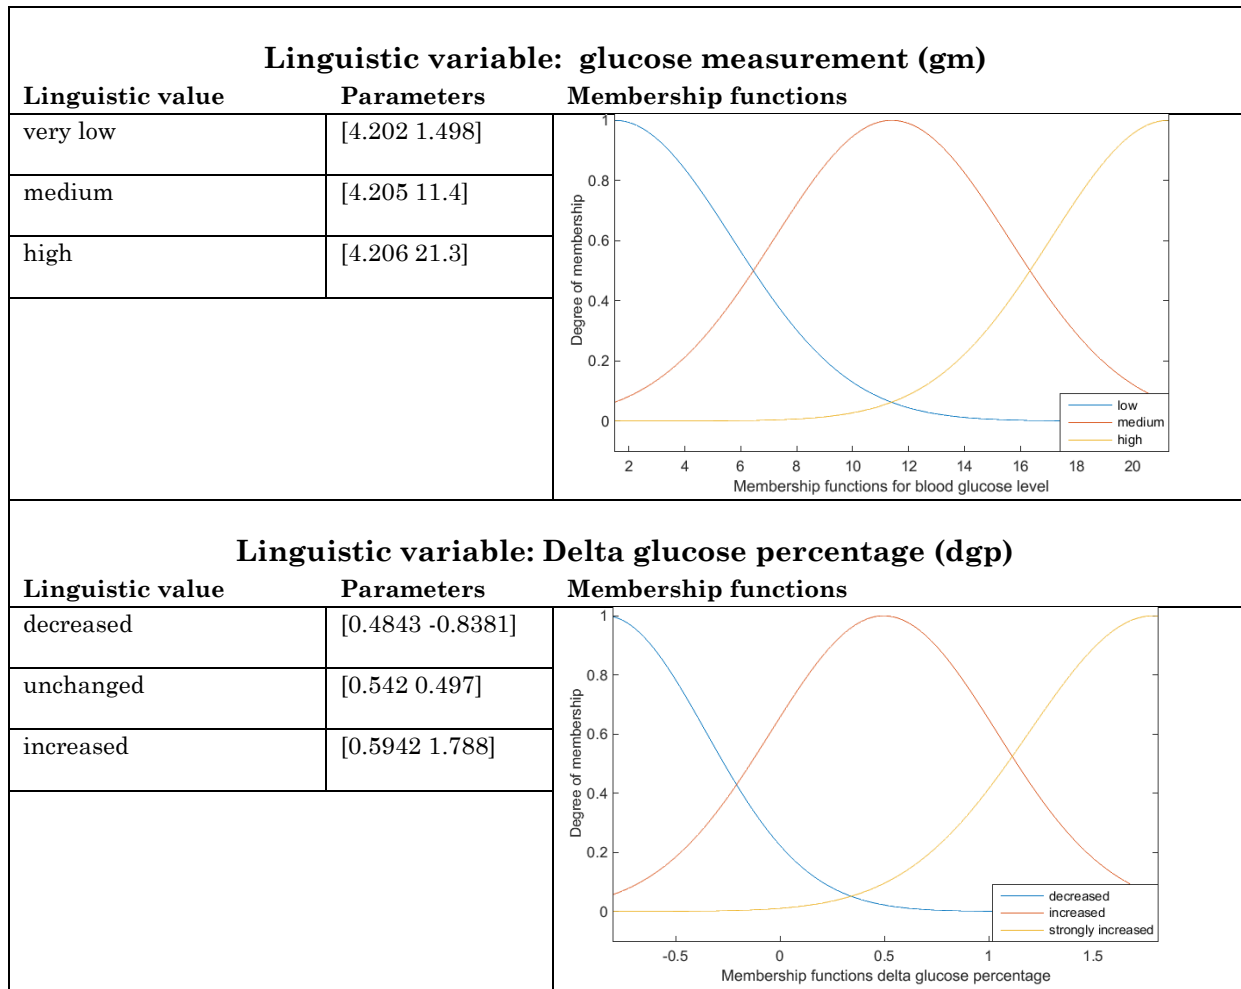 Linguistic variable: glucose measurement (gm)
Linguistic value Parameters Membership functions
very low [4.202 1.498]
medium [4.205 11.4]
high [4.206 21.3]
1
0.8
0.6
0.4
0.2
0
Degree of membership
low
medium
high
2 4 6 8 10 12 14 16 18 20
Membership functions for blood glucose level
Linguistic variable: Delta glucose percentage (dgp)
Linguistic value Parameters Membership functions
decreased [0.4843 -0.8381]
unchanged [0.542 0.497]
increased [0.5942 1.788]
1
0.8
0.6
0.4
0.2
0
Degree of membership
decreased
increased
strongly increased
-0.5 0 0.5 1 1.5
Membership functions delta glucose percentage